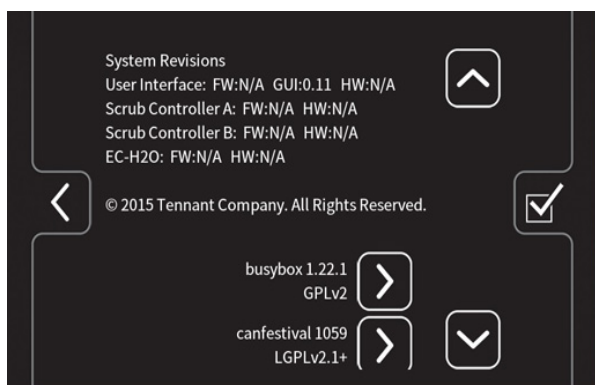 System Revisions
User Interface: FW:N/A GUI:0.11 HW:N/A
Scrub Controller A: FW:N/A HW:N/A
Scrub Controller B: FW:N/A HW:N/A
EC-H2O: FW:N/A HW:N/A
© 2015 Tennant Company. All Rights Reserved.
busybox 1.22.1
GPLv2
canfestival 1059
LGPLv2.1+